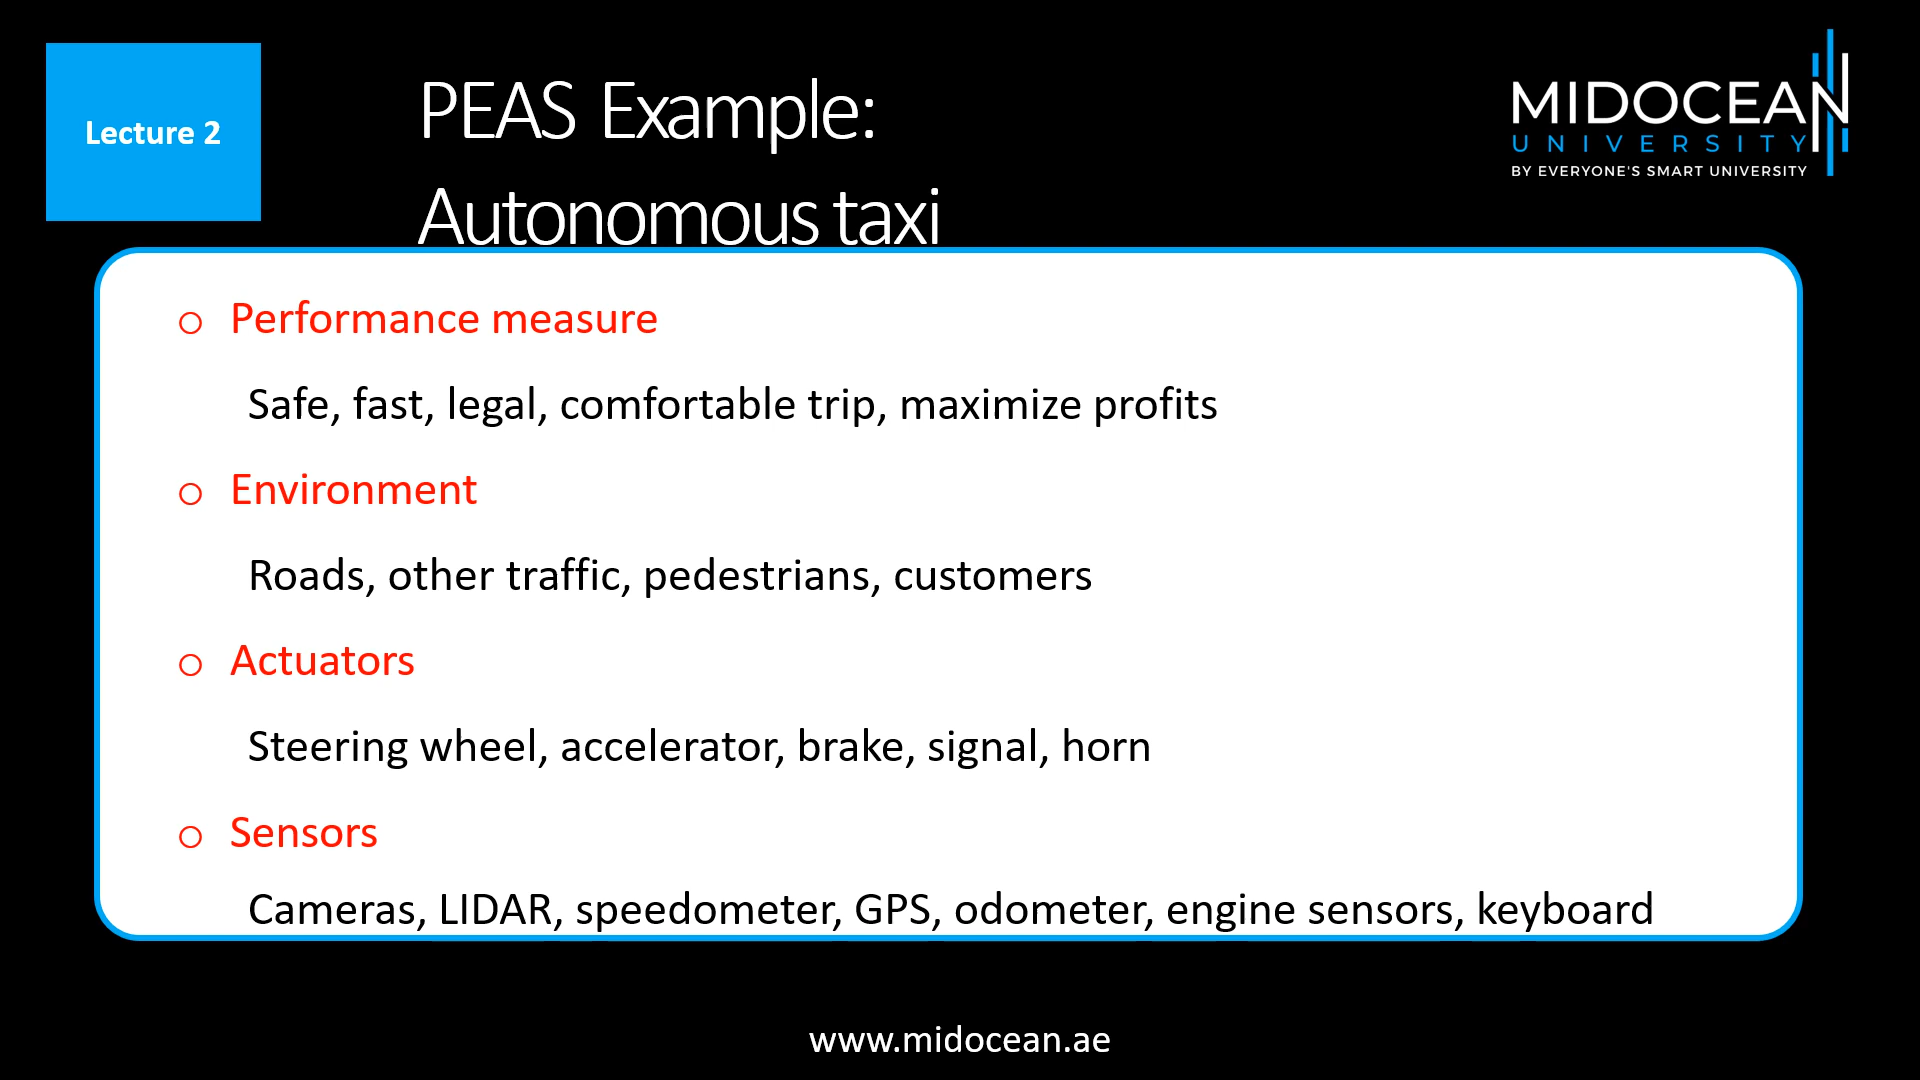 Lecture 2
PEAS Example:
Autonomous taxi
MIDOCEAN
UNIVERSITY
BY EVERYONE'S SMART UNIVERSITY
o Performance measure
Safe, fast, legal, comfortable trip, maximize profits
o Environment
Roads, other traffic, pedestrians, customers
o Actuators
Steering wheel, accelerator, brake, signal, horn
o Sensors
Cameras, LIDAR, speedometer, GPS, odometer, engine sensors, keyboard
www.midocean.ae